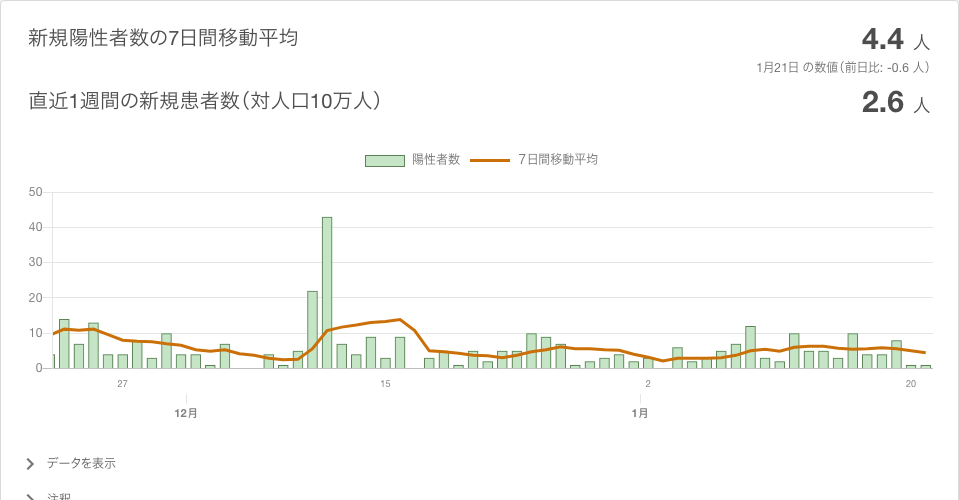 新規陽性者数の7日間移動平均
4.4 人
1月21日 の数値（前日比: -0.6 人）
直近1週間の新規患者数（対人口10万人）
2.6 人
陽性者数 7日間移動平均
50
40
30
20
10
0
27 15 2 20
12月 1月
データを表示
注釈